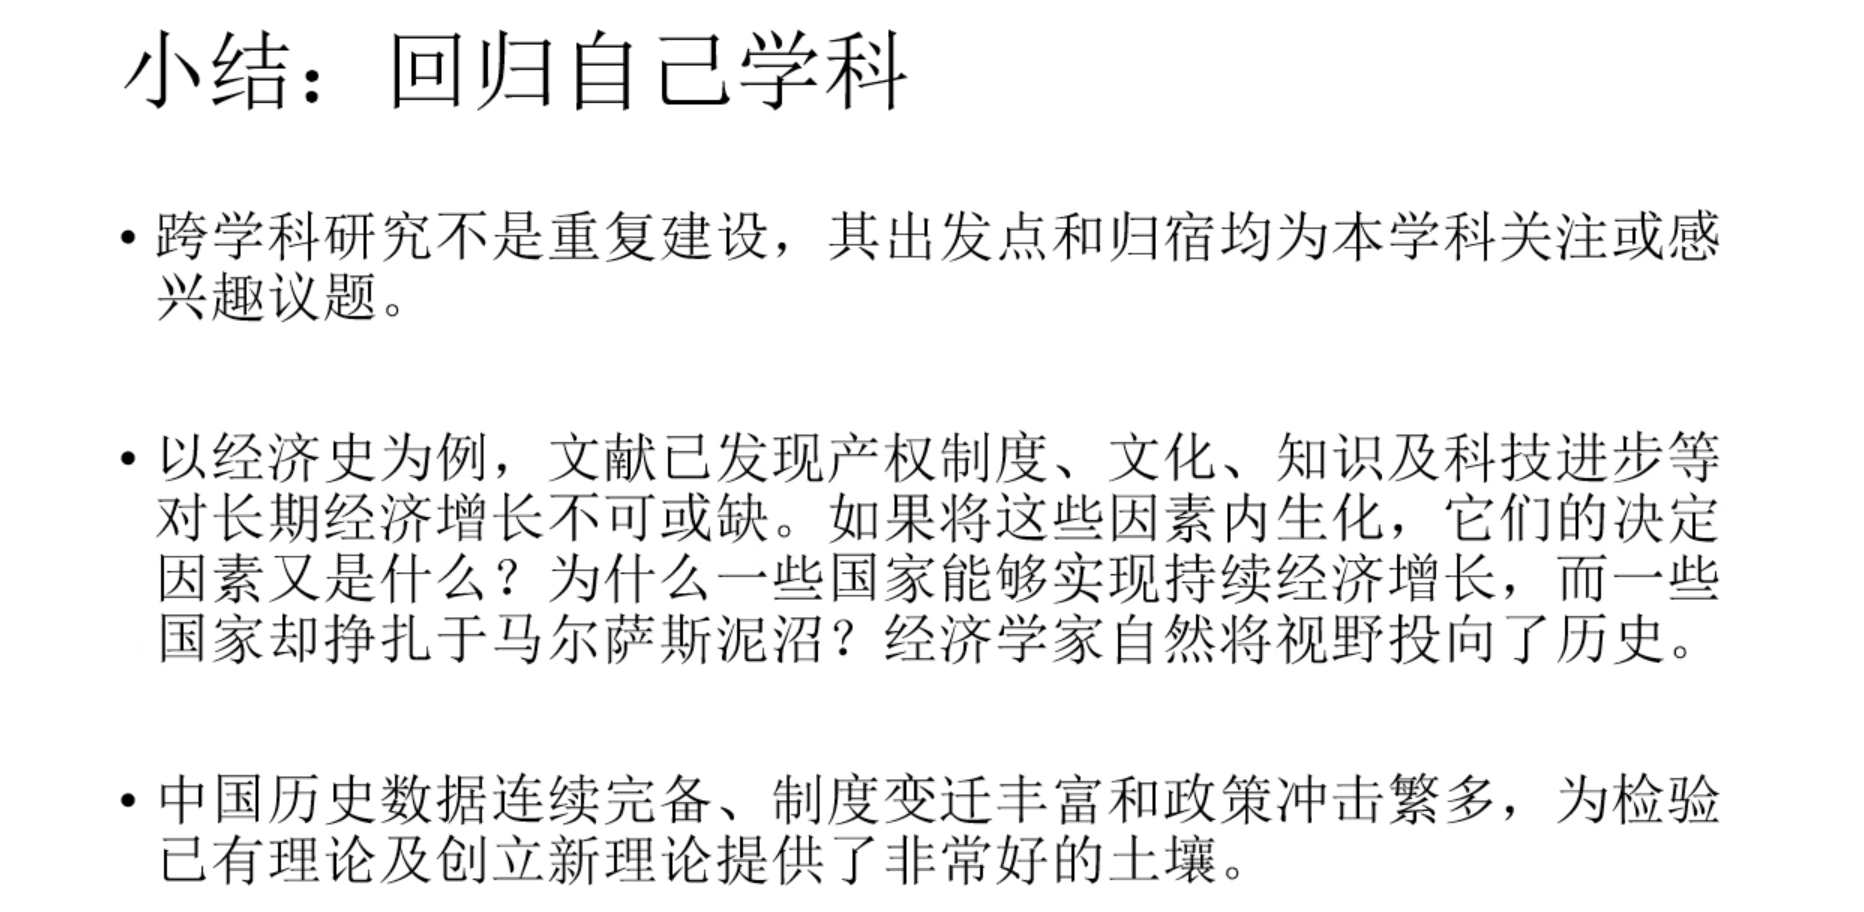 小结：回归自己学科
• 跨学科研究不是重复建设，其出发点和归宿均为本学科关注或感
兴趣议题。
• 以经济史为例，文献已发现产权制度、文化、知识及科技进步等
对长期经济增长不可或缺。如果将这些因素内生化，它们的决定
因素又是什么？为什么一些国家能够实现持续经济增长，而一些
国家却挣扎于马尔萨斯泥沼？经济学家自然将视野投向了历史。
• 中国历史数据连续完备、制度变迁丰富和政策冲击繁多，为检验
已有理论及创立新理论提供了非常好的土壤。